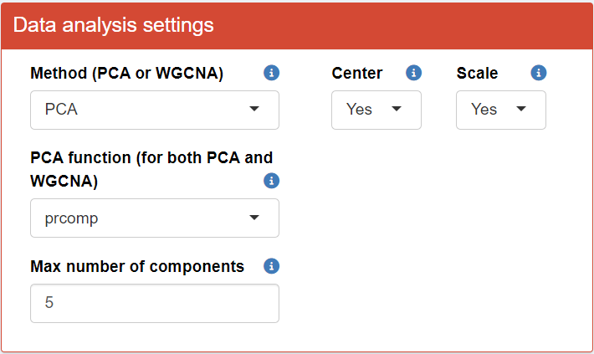 Data analysis settings
Method (PCA or WGCNA)
Center
Scale
PCA
Yes
Yes
PCA function (for both PCA and
WGCNA)
prcomp
Max number of components
5